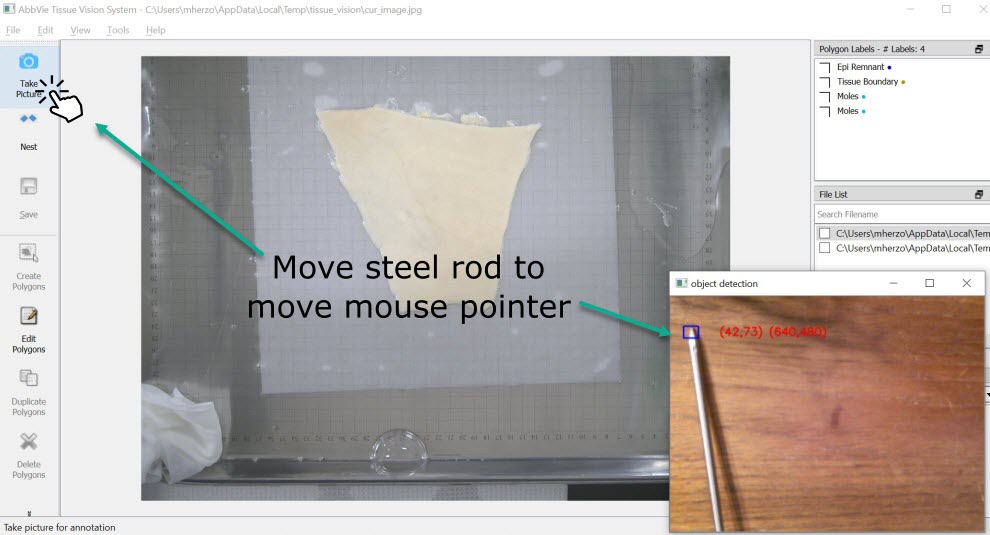 AbbVie Tissue Vision System - C:\Users\mherzo\AppData\Local\Temp\tissue_vision\cur_image.jpg
File Edit View Tools Help
Take
Picture
Nest
Save
Create
Polygons
Edit
Polygons
Duplicate
Polygons
Delete
Polygons
Move steel rod to
move mouse pointer
Polygon Labels - # Labels: 4
Epi Remnant
Tissue Boundary
Moles
Moles
File List
Search Filename
C:\Users\mherzo\AppData\Local\Tem
C:\Users\mherzo\AppData\Local\Tem
object detection
(42,73) (640,480)
Take picture for annotation